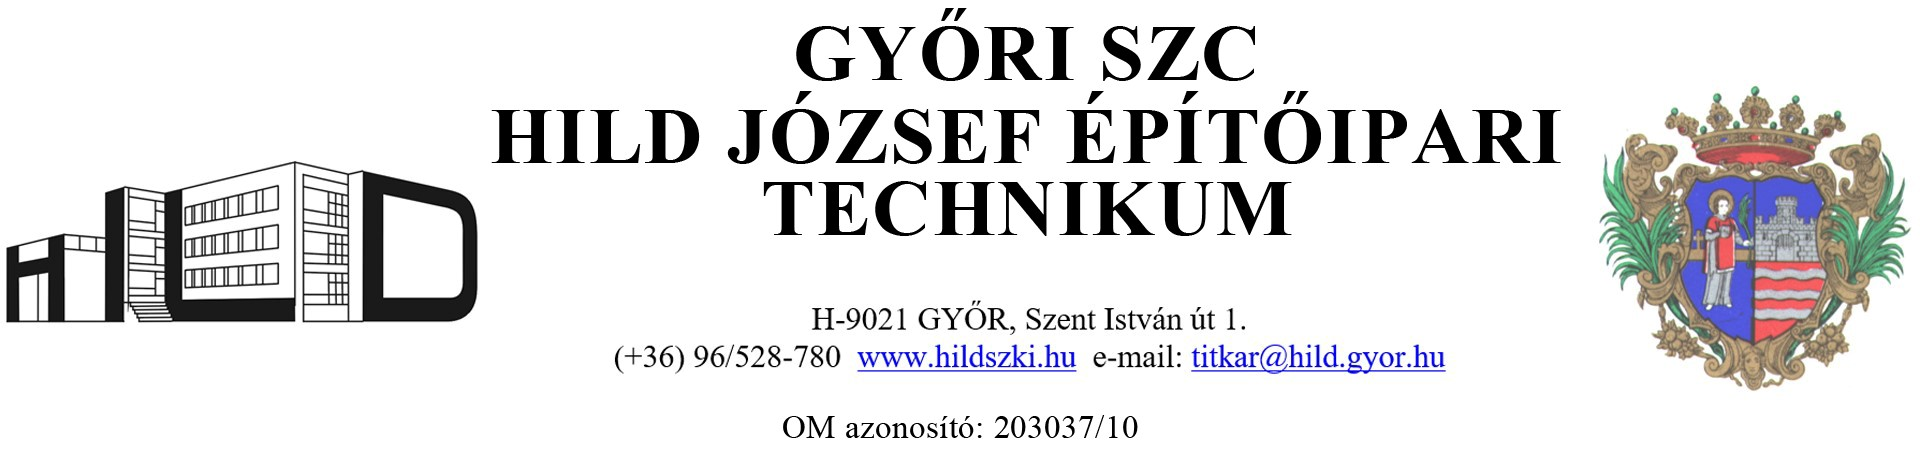 GYŐRI SZC
HILD JÓZSEF ÉPÍTŐIPARI
TECHNIKUM
HILD
H-9021 GYŐR, Szent István út 1.
(+36) 96/528-780 www.hildszki.hu e-mail: titkar@hild.gyor.hu
OM azonosító: 203037/10